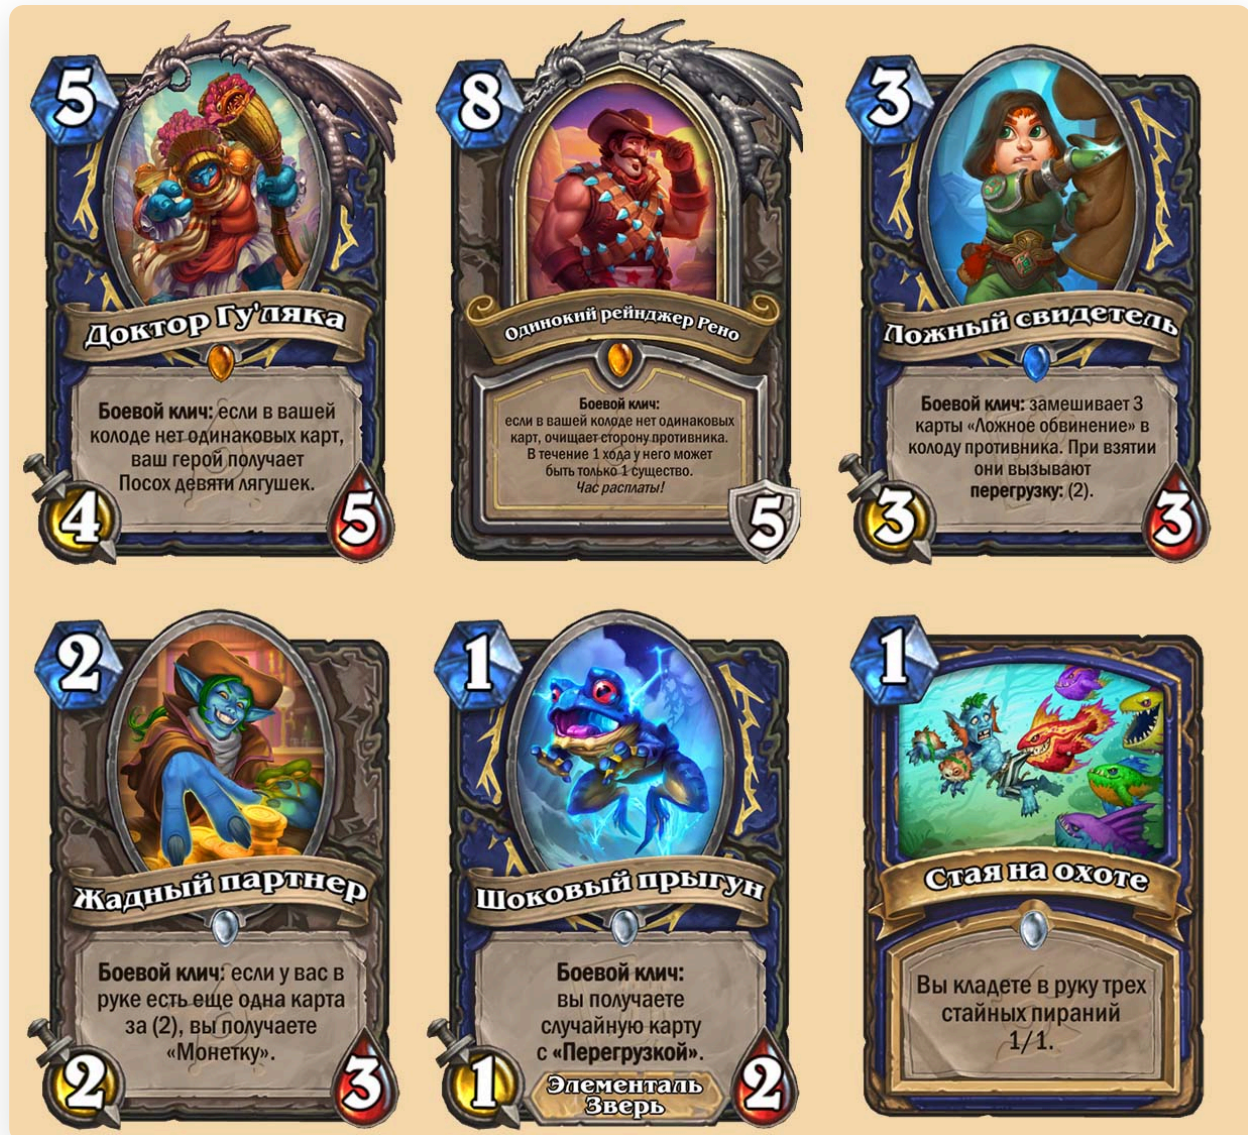 5
Доктор Гу'ляка
Боевой клич: если в вашей
колоде нет одинаковых карт,
ваш герой получает
Посох девяти лягушек.
4
5
8
Одинокий рейнджер Рено
Боевой клич:
если в вашей колоде нет одинаковых
карт, очищает сторону противника.
В течение 1 хода у него может
быть только 1 существо.
Час расплаты!
5
3
Ложный свидетель
Боевой клич: замешивает 3
карты «Ложное обвинение» в
колоду противника. При взятии
они вызывают
перегрузку: (2).
3
3
2
Жадный партнер
Боевой клич: если у вас в
руке есть еще одна карта
за (2), вы получаете
«Монетку».
2
3
1
Шоковый прыгун
Боевой клич:
вы получаете
случайную карту
с «Перегрузкой».
1
Элементаль
Зверь
2
1
Стая на охоте
Вы кладете в руку трех
стайных пираний
1/1.